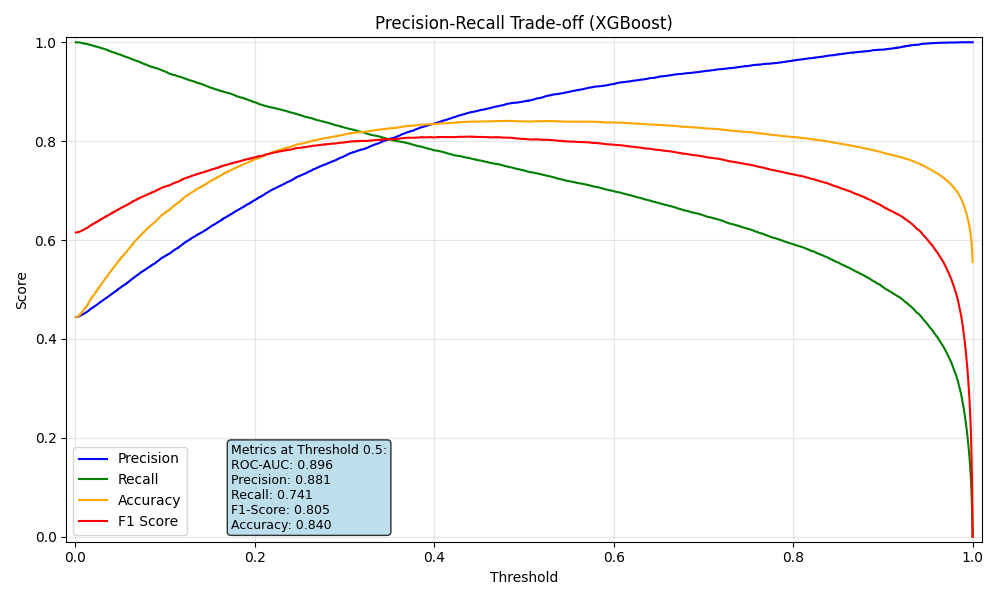 Precision-Recall Trade-off (XGBoost)
1.0
0.8
0.6
0.4
0.2
0.0
Score
Precision
Recall
Accuracy
F1 Score
Metrics at Threshold 0.5:
ROC-AUC: 0.896
Precision: 0.881
Recall: 0.741
F1-Score: 0.805
Accuracy: 0.840
0.0 0.2 0.4 0.6 0.8 1.0
Threshold